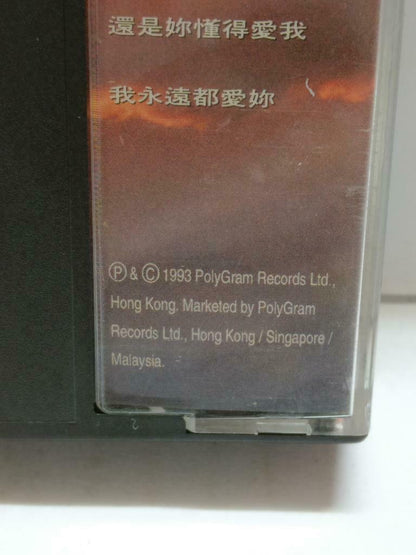 還是妳懂得愛我
我永遠都愛妳
Ⓟ & Ⓒ 1993 PolyGram Records Ltd.,
Hong Kong. Marketed by PolyGram
Records Ltd., Hong Kong / Singapore /
Malaysia.